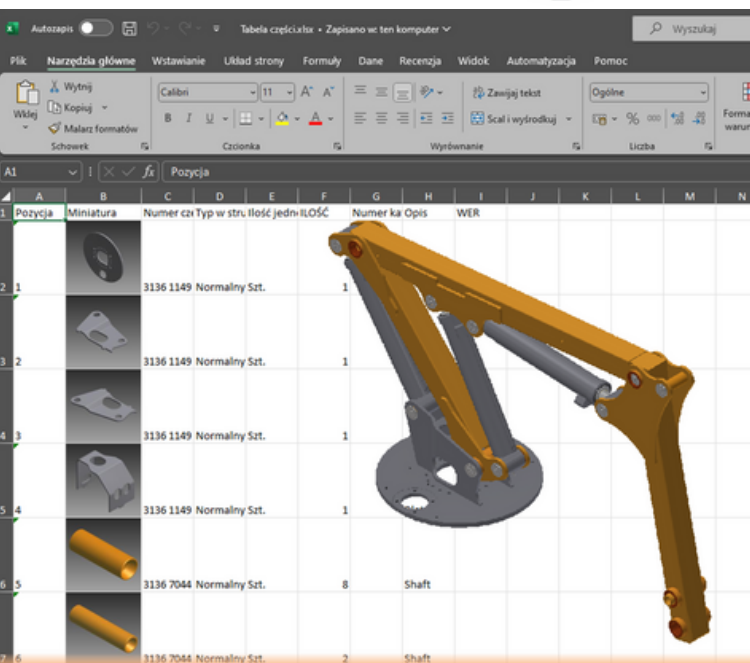 Autozapis
Tabela części.xlsx • Zapisano w: ten komputer
Wyszukaj
Plik Narzędzia główne Wstawianie Układ strony Formuły Dane Recenzja Widok Automatyzacja Pomoc
Wklej
Wytnij
Kopiuj
Malarz formatów
Schowek
Calibri 11
B I U
Czcionka
Zawijaj tekst
Scal i wyśrodkuj
Wyrównanie
Ogólne
% 000
Liczba
A1 fx Pozycja
A B C D E F G H I J K L M N
1 Pozycja Miniatura Numer czę Typ w stru Ilość jedno ILOŚĆ Numer ka Opis WER
2 1 3136 1149 Normalny Szt. 1
3 2 3136 1149 Normalny Szt. 1
4 3 3136 1149 Normalny Szt. 1
5 4 3136 1149 Normalny Szt. 1
6 5 3136 7044 Normalny Szt. 8 Shaft
7 6 3136 7044 Normalny Szt. 2 Shaft